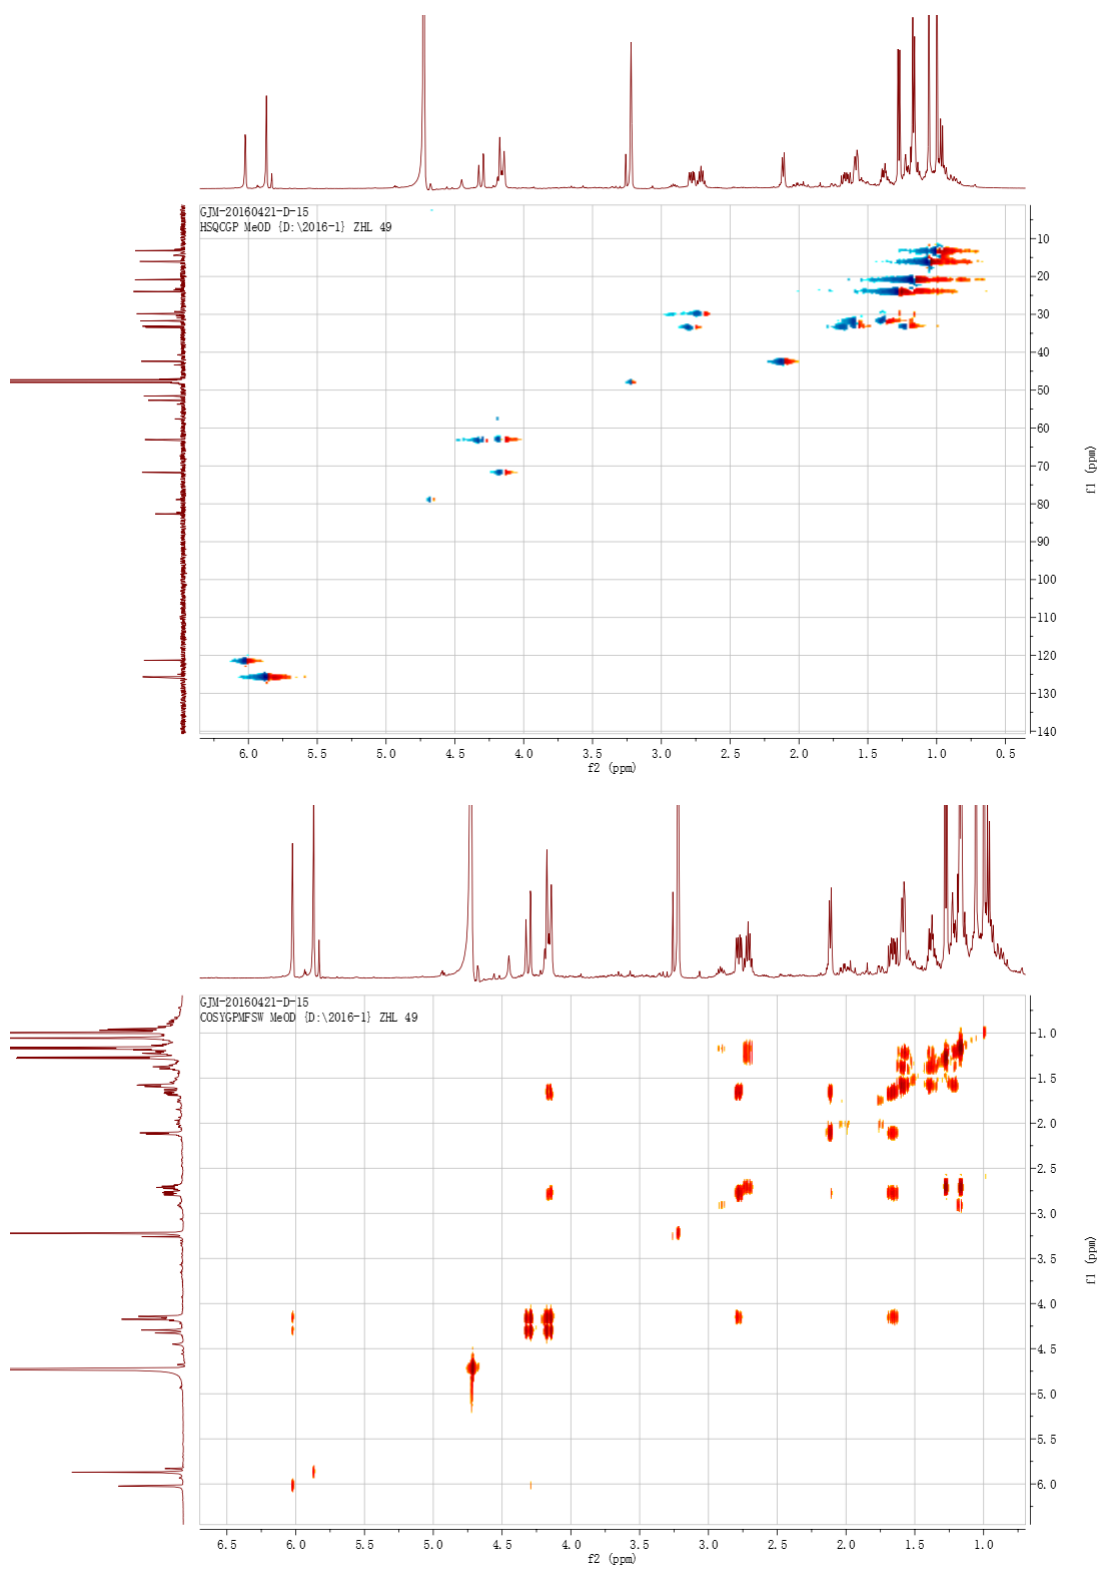 GJM-20160421-D-15
HSQCGP MeOD {D:\2016-1} ZHL 49
10
20
30
40
50
60
70
80
90
100
110
120
130
140
f1 (ppm)
6.0 5.5 5.0 4.5 4.0 3.5 3.0 2.5 2.0 1.5 1.0 0.5
f2 (ppm)
GJM-20160421-D-15
COSYGPMFSW MeOD {D:\2016-1} ZHL 49
1.0
1.5
2.0
2.5
3.0
3.5
4.0
4.5
5.0
5.5
6.0
f1 (ppm)
6.5 6.0 5.5 5.0 4.5 4.0 3.5 3.0 2.5 2.0 1.5 1.0
f2 (ppm)